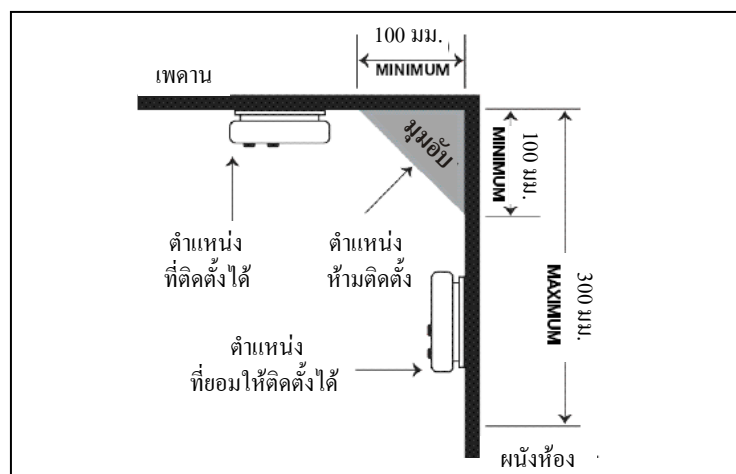 100 มม.
MINIMUM
เพดาน
มุมอับ
100 มม.
MINIMUM
300 มม.
MAXIMUM
ตำแหน่ง
ที่ติดตั้งได้
ตำแหน่ง
ห้ามติดตั้ง
ตำแหน่ง
ที่ยอมให้ติดตั้งได้
ผนังห้อง